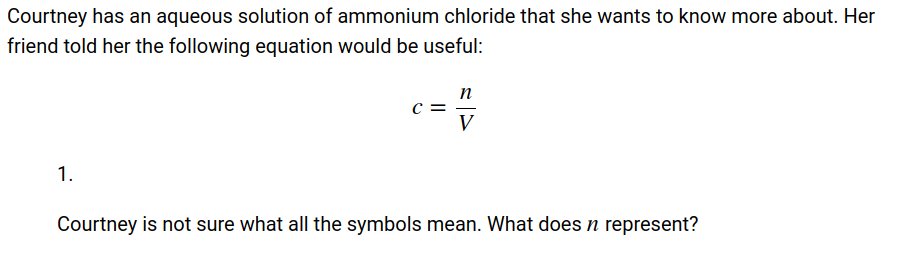 Courtney has an aqueous solution of ammonium chloride that she wants to know more about. Her
friend told her the following equation would be useful:
c = n/V
1.
Courtney is not sure what all the symbols mean. What does n represent?